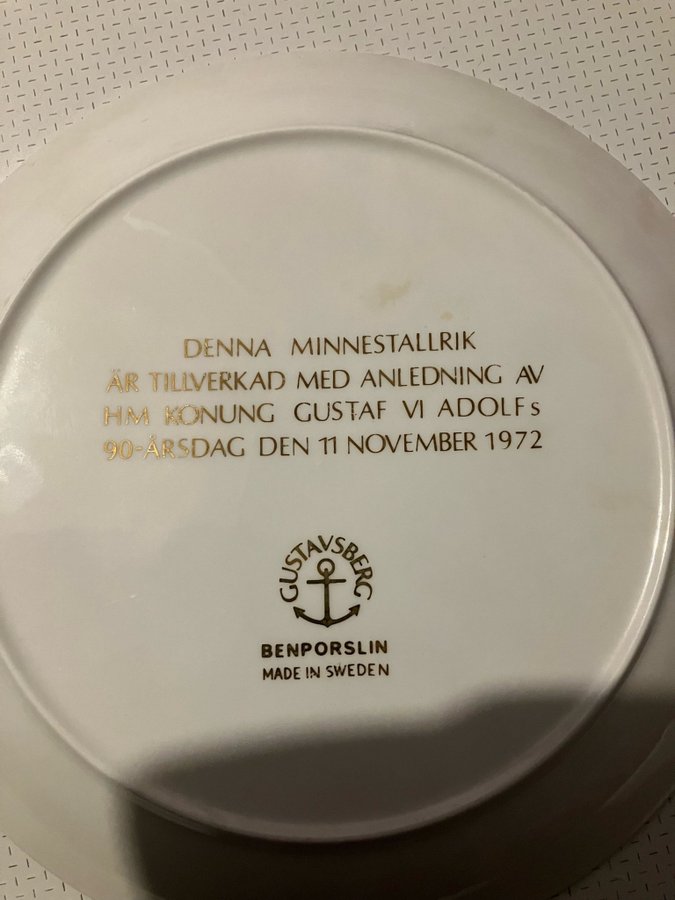 DENNA MINNESTALLRIK
ÄR TILLVERKAD MED ANLEDNING AV
HM KONUNG GUSTAF VI ADOLFs
90-ÅRSDAG DEN 11 NOVEMBER 1972
GUSTAVSBERG
BENPORSLIN
MADE IN SWEDEN